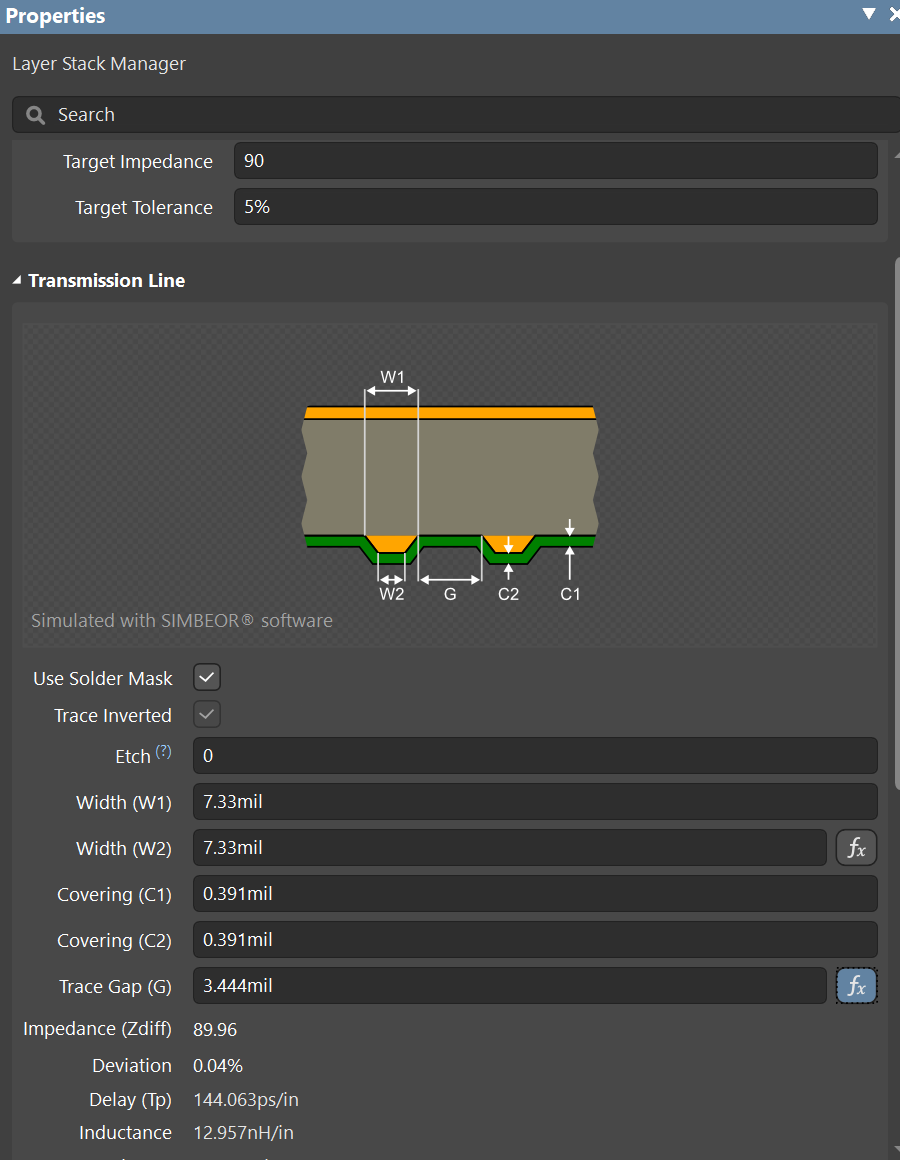 Properties
Layer Stack Manager
Search
Target Impedance 90
Target Tolerance 5%
Transmission Line
W1
W2 G C2 C1
Simulated with SIMBEOR® software
Use Solder Mask
Trace Inverted
Etch (?) 0
Width (W1) 7.33mil
Width (W2) 7.33mil fx
Covering (C1) 0.391mil
Covering (C2) 0.391mil
Trace Gap (G) 3.444mil fx
Impedance (Zdiff) 89.96
Deviation 0.04%
Delay (Tp) 144.063ps/in
Inductance 12.957nH/in